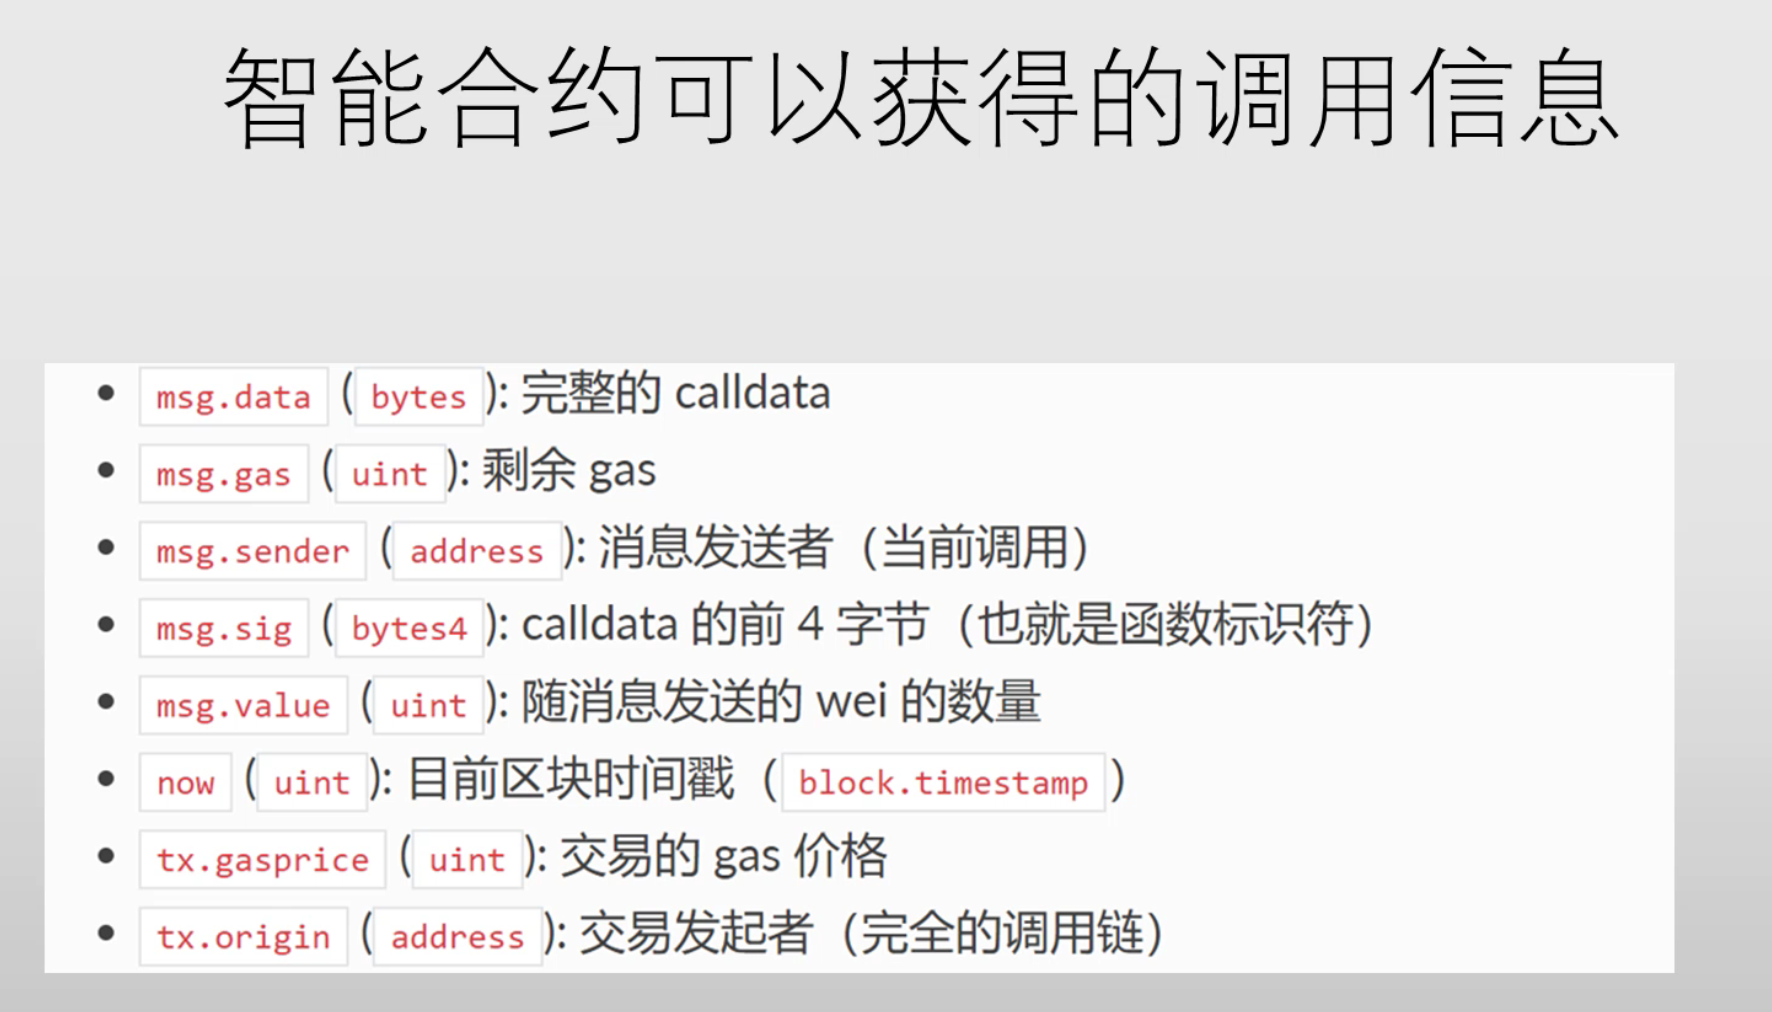 智能合约可以获得的调用信息
• msg.data (bytes): 完整的 calldata
• msg.gas (uint): 剩余 gas
• msg.sender (address): 消息发送者（当前调用）
• msg.sig (bytes4): calldata 的前 4 字节（也就是函数标识符）
• msg.value (uint): 随消息发送的 wei 的数量
• now (uint): 目前区块时间戳（block.timestamp）
• tx.gasprice (uint): 交易的 gas 价格
• tx.origin (address): 交易发起者（完全的调用链）